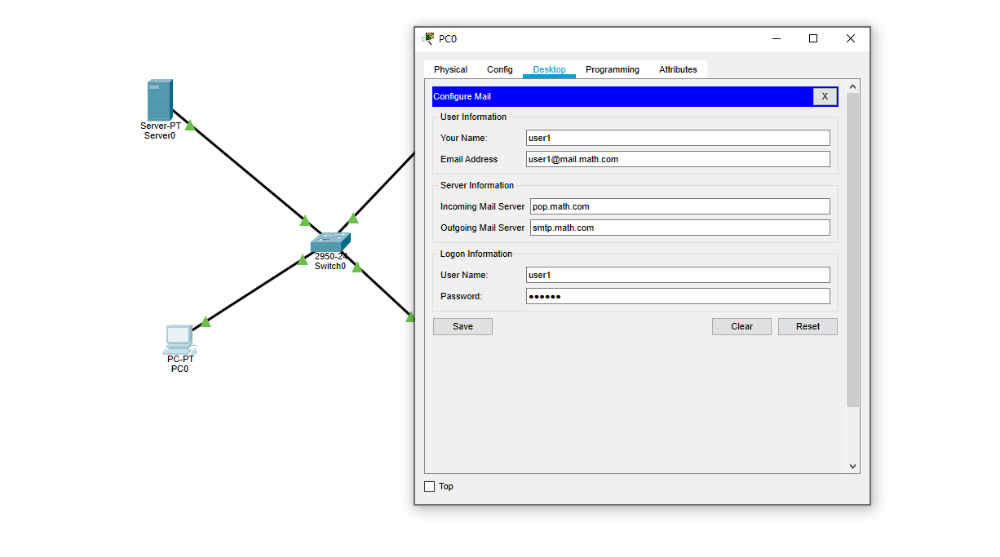 Server-PT
Server0
2950-24
Switch0
PC-PT
PC0
PC0
Physical Config Desktop Programming Attributes
Configure Mail X
User Information
Your Name: user1
Email Address user1@mail.math.com
Server Information
Incoming Mail Server pop.math.com
Outgoing Mail Server smtp.math.com
Logon Information
User Name: user1
Password: ●●●●●●
Save Clear Reset
Top